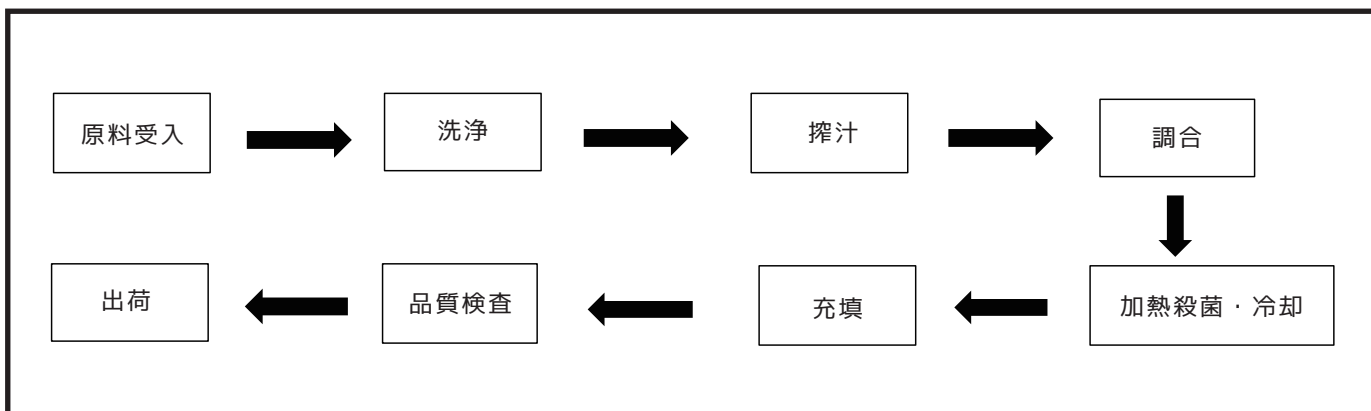 原料受入
洗浄
搾汁
調合
加熱殺菌・冷却
充填
品質検査
出荷